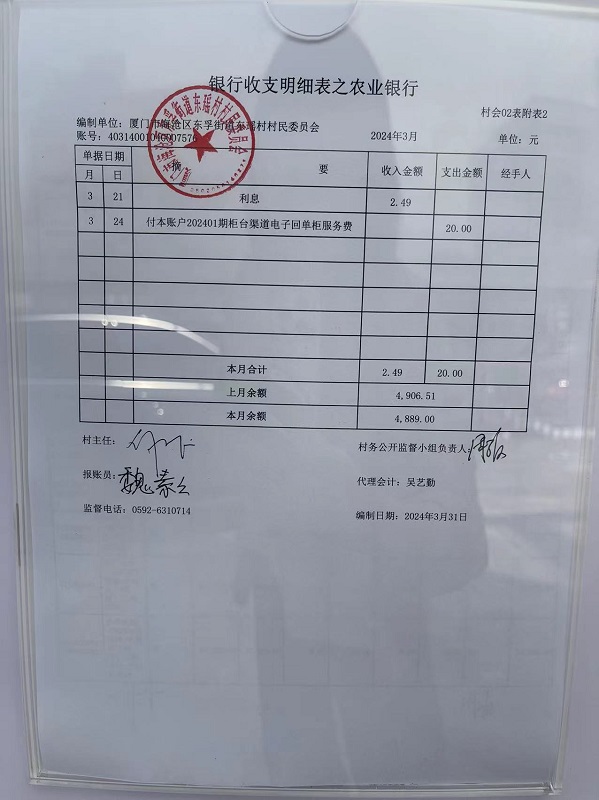 银行收支明细表之农业银行
村会02表附表2
编制单位：厦门市海沧区东孚街道东瑶村村民委员会
账号：40314001040007576 2024年3月 单位：元
单据日期 摘 要 收入金额 支出金额 经手人
月 日
3 21 利息 2.49
3 24 付本账户202401期柜台渠道电子回单柜服务费 20.00
本月合计 2.49 20.00
上月余额 4,906.51
本月余额 4,889.00
村主任： 村务公开监督小组负责人：
报账员： 代理会计：吴艺勤
监督电话：0592-6310714 编制日期：2024年3月31日